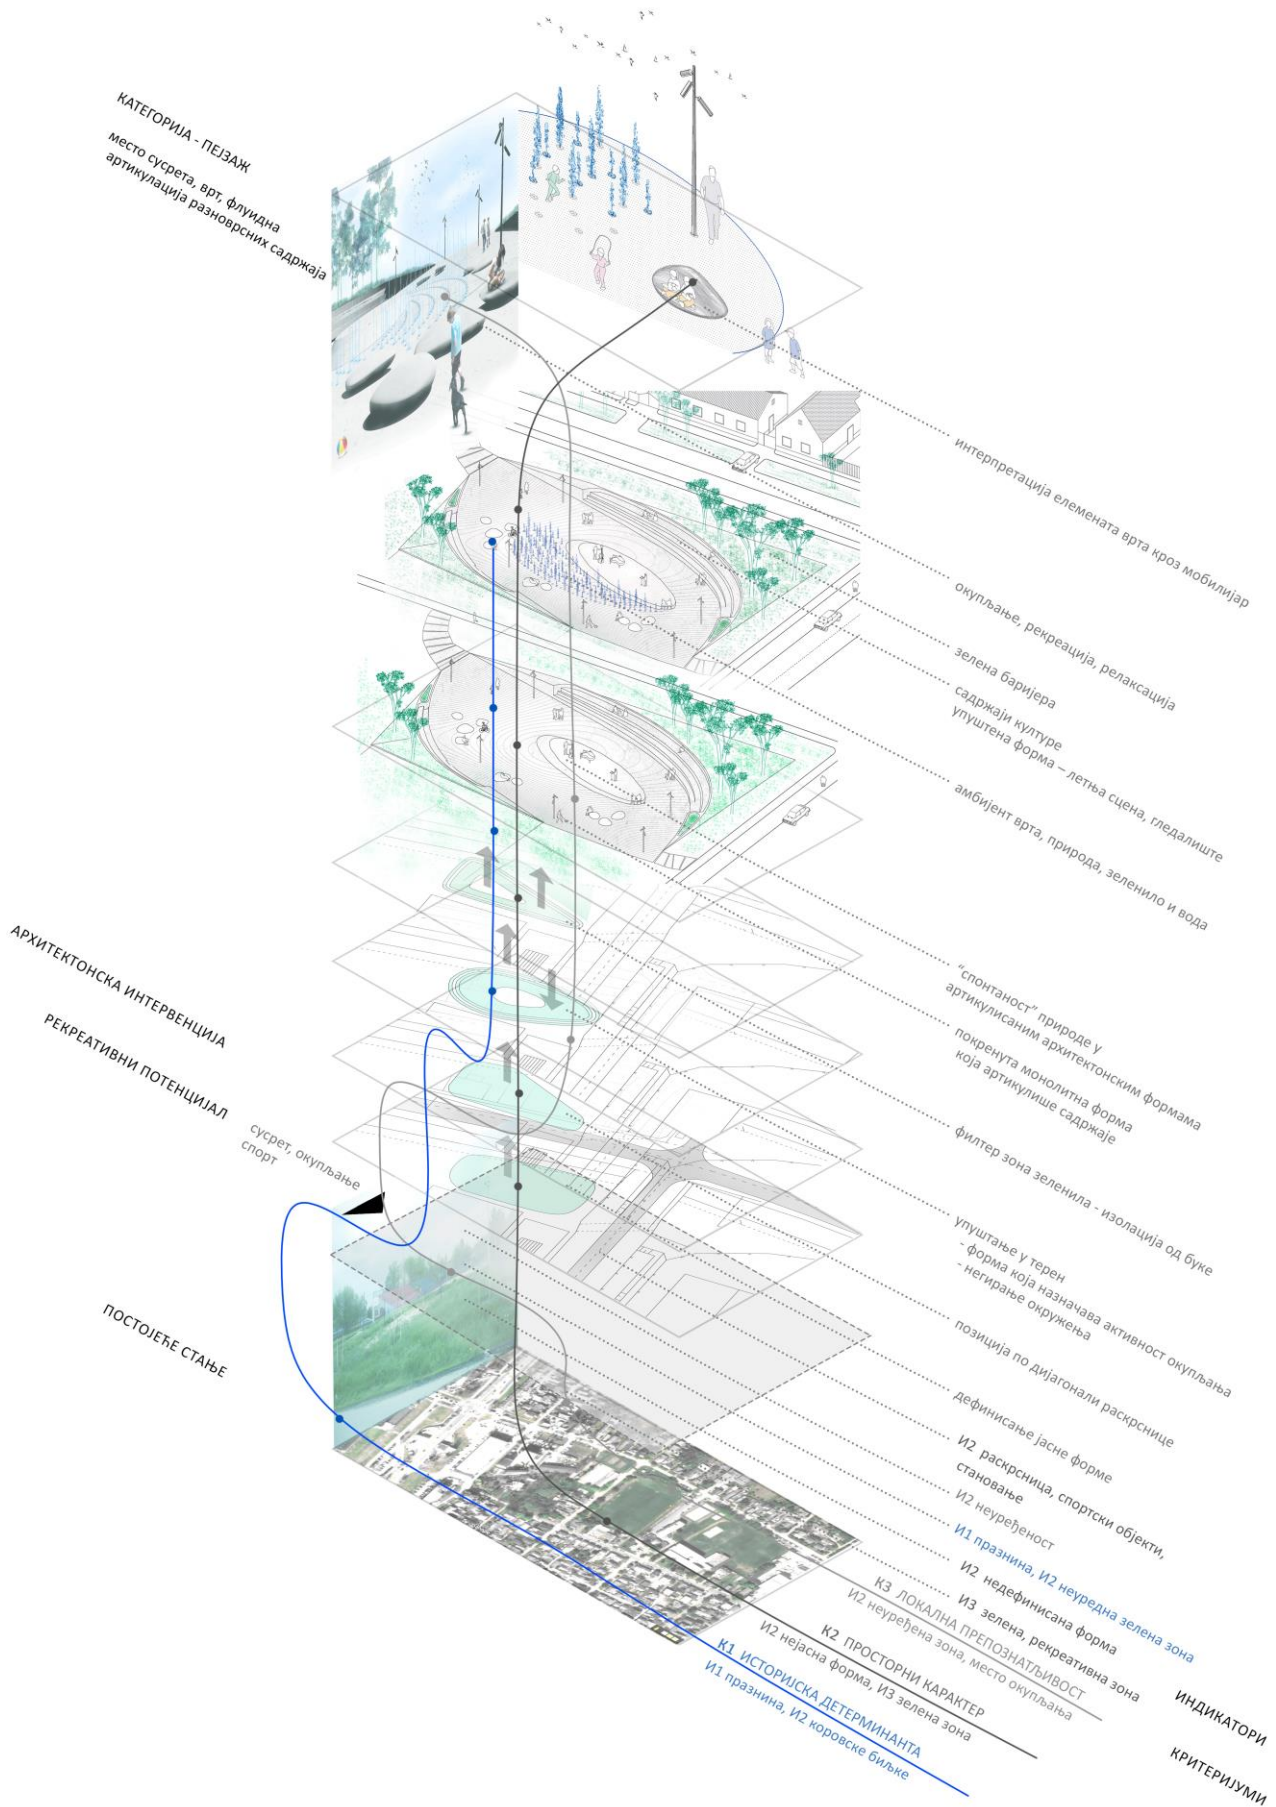 КАТЕГОРИЈА - ПЕЈЗАЖ
место сусрета, врт, флуидна
артикулација разноврсних садржаја
интерпретација елемената врта кроз мобилијар
окупљање, рекреација, релаксација
зелена баријера
садржаји културе
упуштена форма – летња сцена, гледалиште
амбијент врта, природа, зеленило и вода
"спонтаност" природе у
артикулисаним архитектонским формама
покренута монолитна форма
која артикулише садржаје
филтер зона зеленила - изолација од буке
упуштање у терен
- форма која назначава активност окупљања
- негирање окружења
позиција по дијагонали раскрснице
дефинисање јасне форме
И2 раскрсница, спортски објекти,
становање
И2 неуређеност
И1 празнина, И2 неуредна зелена зона
И2 недефинисана форма
И3 зелена, рекреативна зона
АРХИТЕКТОНСКА ИНТЕРВЕНЦИЈА
РЕКРЕАТИВНИ ПОТЕНЦИЈАЛ
сусрет, окупљање
спорт
ПОСТОЈЕЋЕ СТАЊЕ
К3 ЛОКАЛНА ПРЕПОЗНАТЉИВОСТ
И2 неуређена зона, место окупљања
К2 ПРОСТОРНИ КАРАКТЕР
И2 нејасна форма, И3 зелена зона
К1 ИСТОРИЈСКА ДЕТЕРМИНАНТА
И1 празнина, И2 коровске биљке
ИНДИКАТОРИ
КРИТЕРИЈУМИ